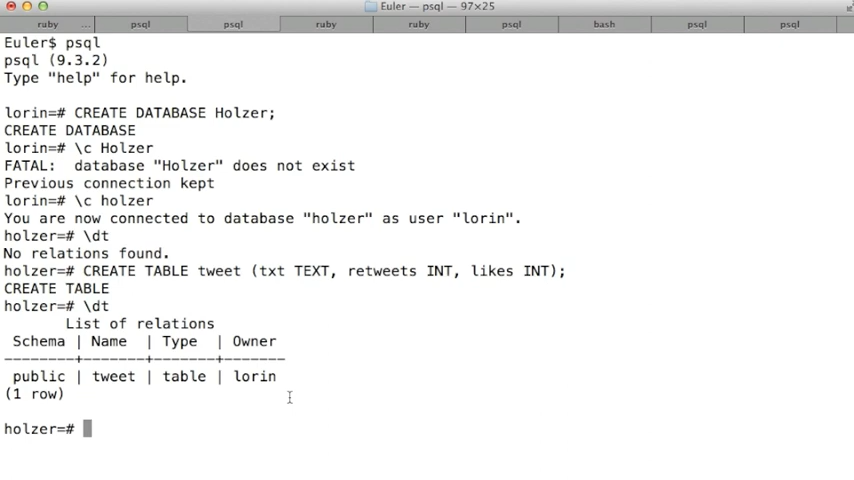 Euler — psql — 97×25
ruby ... psql psql ruby ruby psql bash psql psql
Euler$ psql
psql (9.3.2)
Type "help" for help.
lorin=# CREATE DATABASE Holzer;
CREATE DATABASE
lorin=# \c Holzer
FATAL:  database "Holzer" does not exist
Previous connection kept
lorin=# \c holzer
You are now connected to database "holzer" as user "lorin".
holzer=# \dt
No relations found.
holzer=# CREATE TABLE tweet (txt TEXT, retweets INT, likes INT);
CREATE TABLE
holzer=# \dt
       List of relations
 Schema | Name  | Type  | Owner
--------+-------+-------+-------
 public | tweet | table | lorin
(1 row)
holzer=#